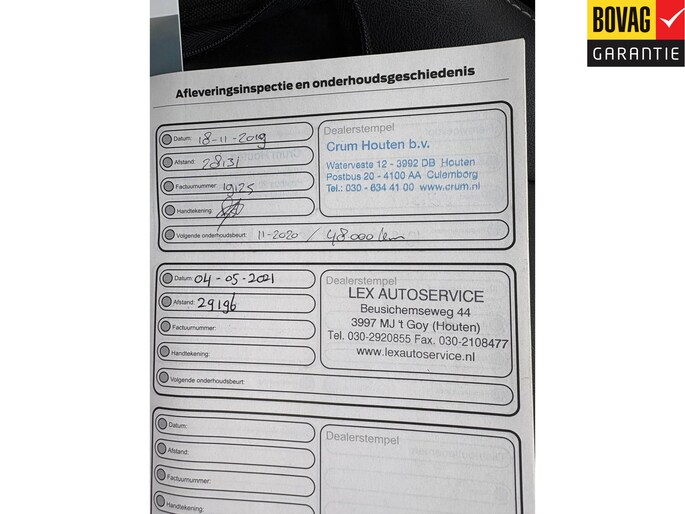 BOVAG
GARANTIE
Afleveringsinspectie en onderhoudsgeschiedenis
Datum: 18-11-2019
Afstand: 28131
Factuurnummer: 19125
Handtekening:
Volgende onderhoudsbeurt: 11-2020 / 48.000 km
Dealerstempel
Crum Houten b.v.
Waterveste 12 - 3992 DB Houten
Postbus 20 - 4100 AA Culemborg
Tel.: 030 - 634 41 00 www.crum.nl
Datum: 04-05-2021
Afstand: 29196
Factuurnummer:
Handtekening:
Volgende onderhoudsbeurt:
Dealerstempel
LEX AUTOSERVICE
Beusichemseweg 44
3997 MJ 't Goy (Houten)
Tel. 030-2920855 Fax. 030-2108477
www.lexautoservice.nl
Datum:
Afstand:
Factuurnummer:
Handtekening:
Dealerstempel